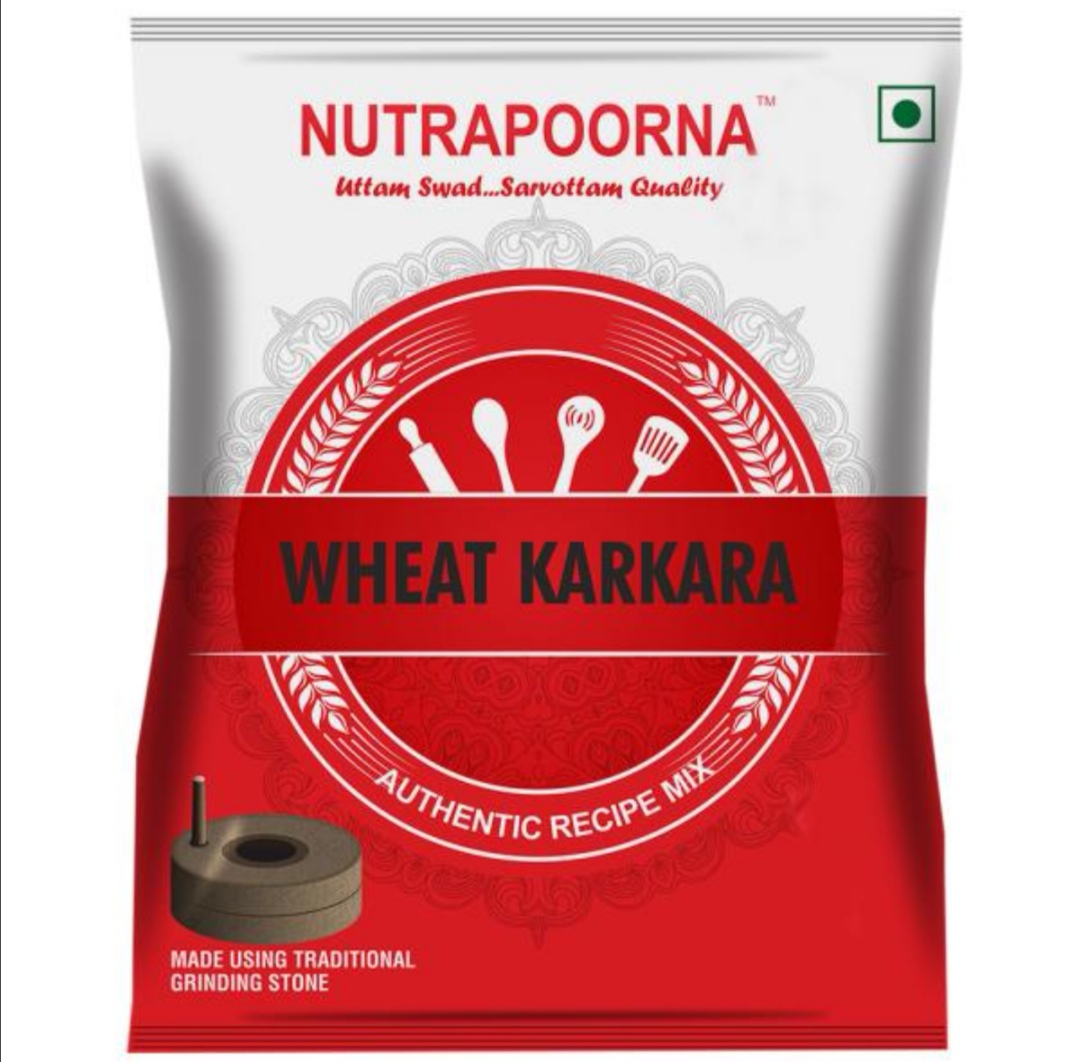 NUTRAPOORNA™
Uttam Swad...Sarvottam Quality
WHEAT KARKARA
AUTHENTIC RECIPE MIX
MADE USING TRADITIONAL
GRINDING STONE